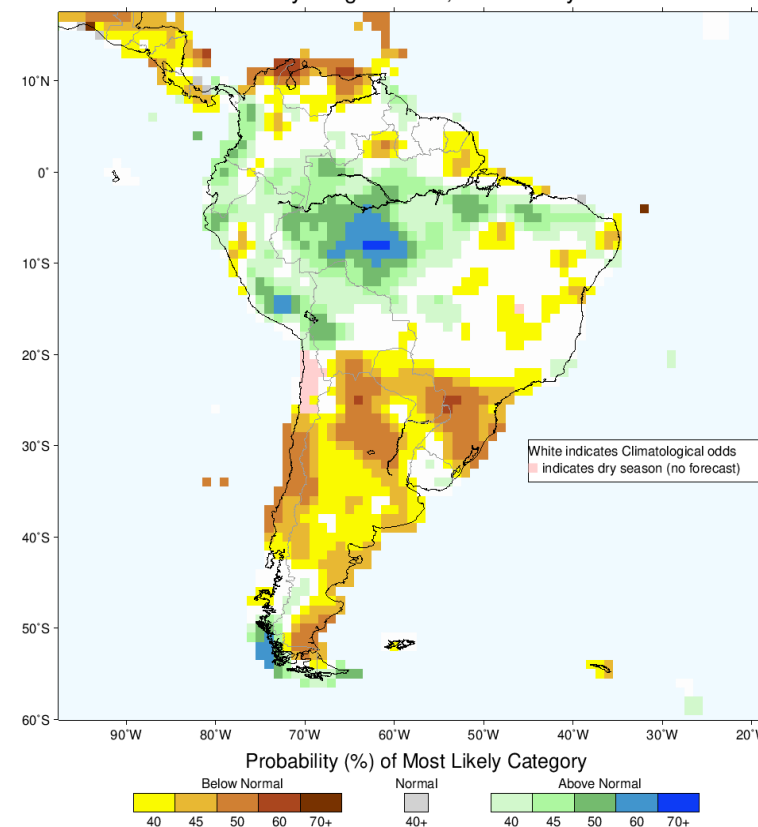 10˚N
0˚
10˚S
20˚S
30˚S
40˚S
50˚S
60˚S
White indicates Climatological odds
indicates dry season (no forecast)
90˚W 80˚W 70˚W 60˚W 50˚W 40˚W 30˚W 20˚W
Probability (%) of Most Likely Category
Below Normal Normal Above Normal
40 45 50 60 70+ 40+ 40 45 50 60 70+